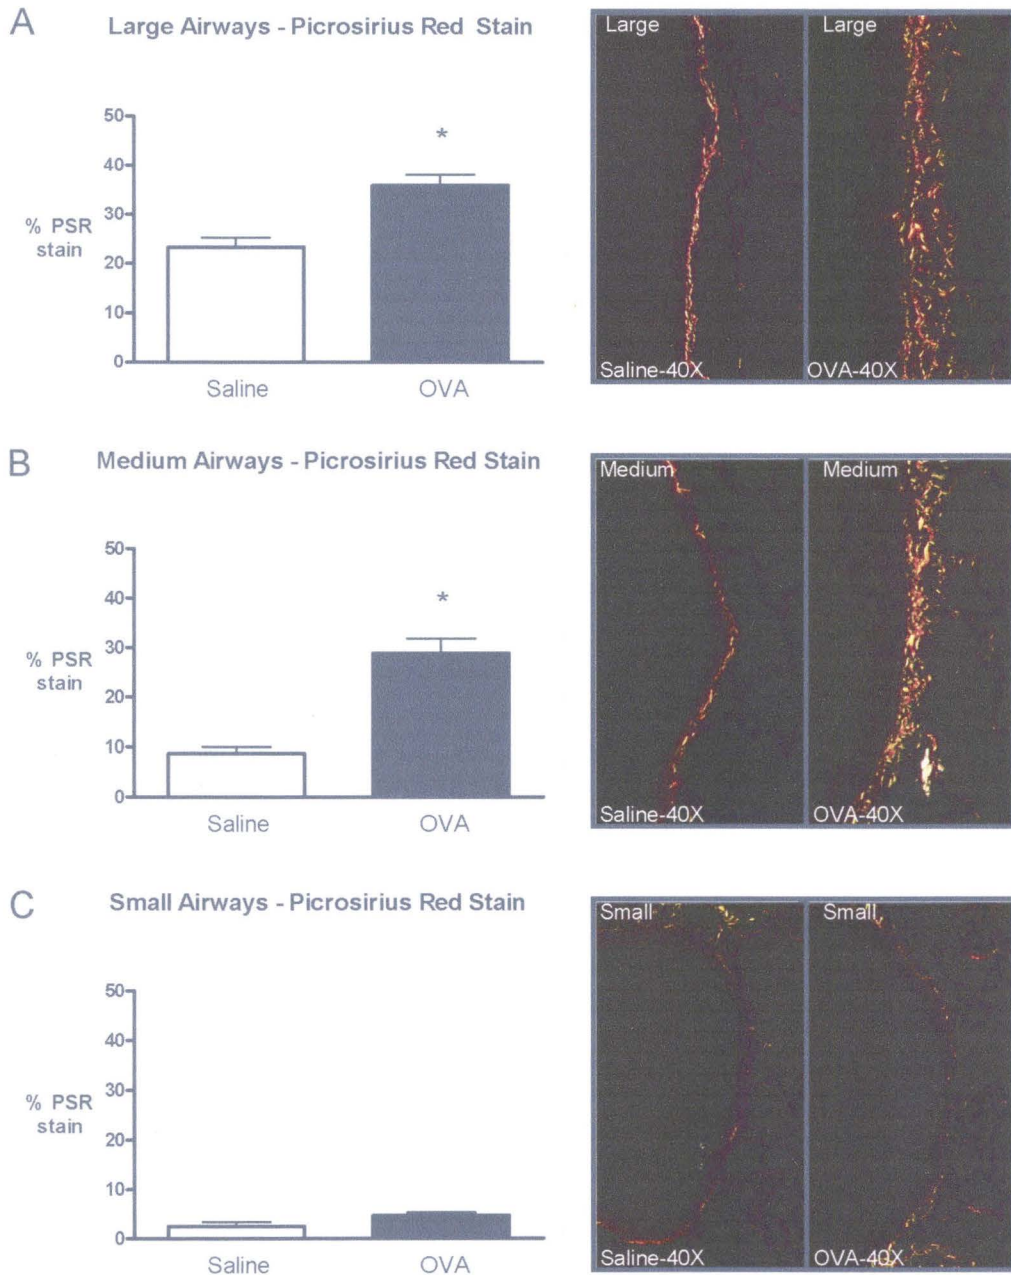 A
Large Airways - Picrosirius Red Stain
50
40
30
20
10
0
% PSR
stain
*
Saline
OVA
Large
Large
Saline-40X
OVA-40X
B
Medium Airways - Picrosirius Red Stain
50
40
30
20
10
0
% PSR
stain
*
Saline
OVA
Medium
Medium
Saline-40X
OVA-40X
C
Small Airways - Picrosirius Red Stain
50
40
30
20
10
0
% PSR
stain
Saline
OVA
Small
Small
Saline-40X
OVA-40X